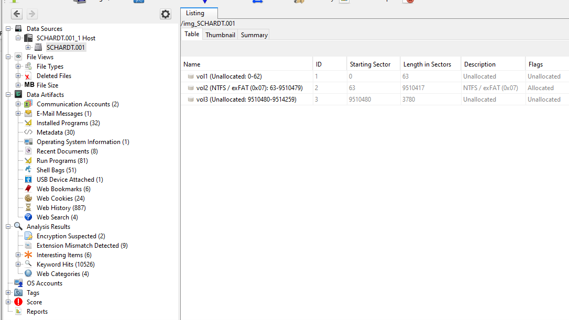 Data Sources
SCHARDT.001_1 Host
SCHARDT.001
File Views
File Types
Deleted Files
MB File Size
Data Artifacts
Communication Accounts (2)
E-Mail Messages (1)
Installed Programs (32)
Metadata (30)
Operating System Information (1)
Recent Documents (8)
Run Programs (81)
Shell Bags (51)
USB Device Attached (1)
Web Bookmarks (6)
Web Cookies (24)
Web History (887)
Web Search (4)
Analysis Results
Encryption Suspected (2)
Extension Mismatch Detected (9)
Interesting Items (6)
Keyword Hits (10526)
Web Categories (4)
OS Accounts
Tags
Score
Reports
Listing
/img_SCHARDT.001
Table Thumbnail Summary
Name ID Starting Sector Length in Sectors Description Flags
vol1 (Unallocated: 0-62) 1 0 63 Unallocated Unallocated
vol2 (NTFS / exFAT (0x07): 63-9510479) 2 63 9510417 NTFS / exFAT (0x07) Allocated
vol3 (Unallocated: 9510480-9514259) 3 9510480 3780 Unallocated Unallocated